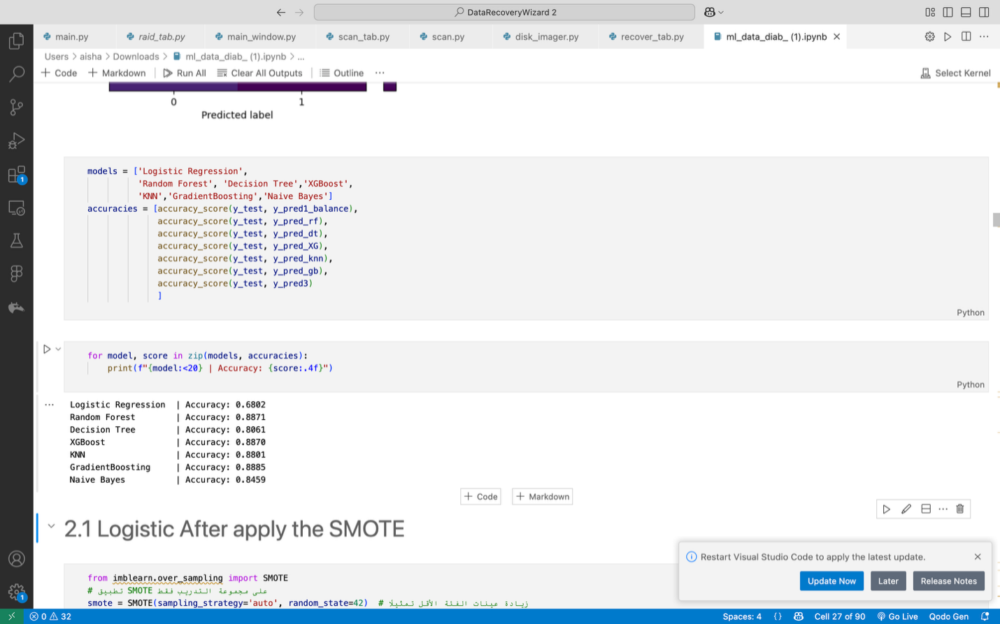 DataRecoveryWizard 2
main.py
raid_tab.py
main_window.py
scan_tab.py
scan.py
disk_imager.py
recover_tab.py
ml_data_diab_ (1).ipynb
Users > aisha > Downloads > ml_data_diab_ (1).ipynb > ...
+ Code + Markdown Run All Clear All Outputs Outline ...
Select Kernel
0 1
Predicted label
models = ['Logistic Regression',
'Random Forest', 'Decision Tree','XGBoost',
'KNN','GradientBoosting','Naive Bayes']
accuracies = [accuracy_score(y_test, y_pred1_balance),
accuracy_score(y_test, y_pred_rf),
accuracy_score(y_test, y_pred_dt),
accuracy_score(y_test, y_pred_XG),
accuracy_score(y_test, y_pred_knn),
accuracy_score(y_test, y_pred_gb),
accuracy_score(y_test, y_pred3)
]
Python
for model, score in zip(models, accuracies):
print(f"{model:<20} | Accuracy: {score:.4f}")
Python
Logistic Regression | Accuracy: 0.6802
Random Forest | Accuracy: 0.8871
Decision Tree | Accuracy: 0.8061
XGBoost | Accuracy: 0.8870
KNN | Accuracy: 0.8801
GradientBoosting | Accuracy: 0.8885
Naive Bayes | Accuracy: 0.8459
+ Code + Markdown
2.1 Logistic After apply the SMOTE
from imblearn.over_sampling import SMOTE
# تطبيق SMOTE على مجموعة التدريب فقط
smote = SMOTE(sampling_strategy='auto', random_state=42) # زيادة عينات الفئة الأقل تمثيلًا
Restart Visual Studio Code to apply the latest update.
Update Now
Later
Release Notes
1
1
0 32
Spaces: 4 {} Cell 27 of 90 Go Live Qodo Gen